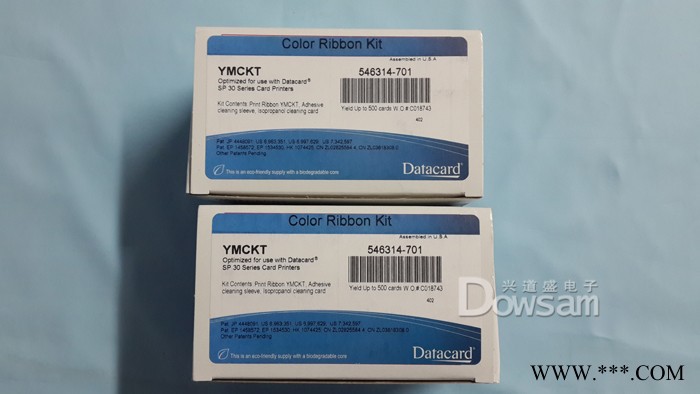 Color Ribbon Kit
Assembled in U.S.A
YMCKT
546314-701
Optimized for use with Datacard®
SP 30 Series Card Printers
Kit Contents: Print Ribbon YMCKT, Adhesive
cleaning sleeve, Isopropanol cleaning card
Yield Up to 500 cards W.O.# C018743
402
Other Patents Pending.
This is an eco-friendly supply with a biodegradable core
Datacard®
Color Ribbon Kit
Assembled in U.S.A
YMCKT
546314-701
Optimized for use with Datacard®
SP 30 Series Card Printers
Kit Contents: Print Ribbon YMCKT, Adhesive
cleaning sleeve, Isopropanol cleaning card
Yield Up to 500 cards W.O.# C018743
402
Other Patents Pending.
This is an eco-friendly supply with a biodegradable core
Datacard®
兴道盛电子
Dowsam
WWW.***.COM